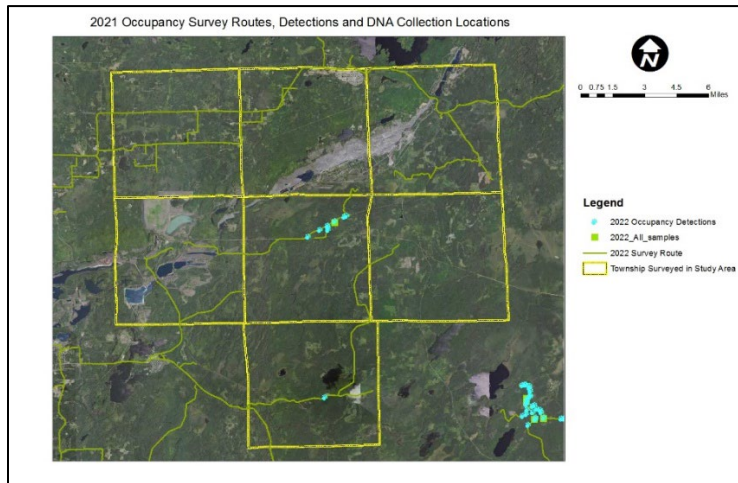 2021 Occupancy Survey Routes, Detections and DNA Collection Locations
N
0 0.75 1.5 3 4.5 6
Miles
Legend
2022 Occupancy Detections
2022_All_samples
2022 Survey Route
Township Surveyed in Study Area